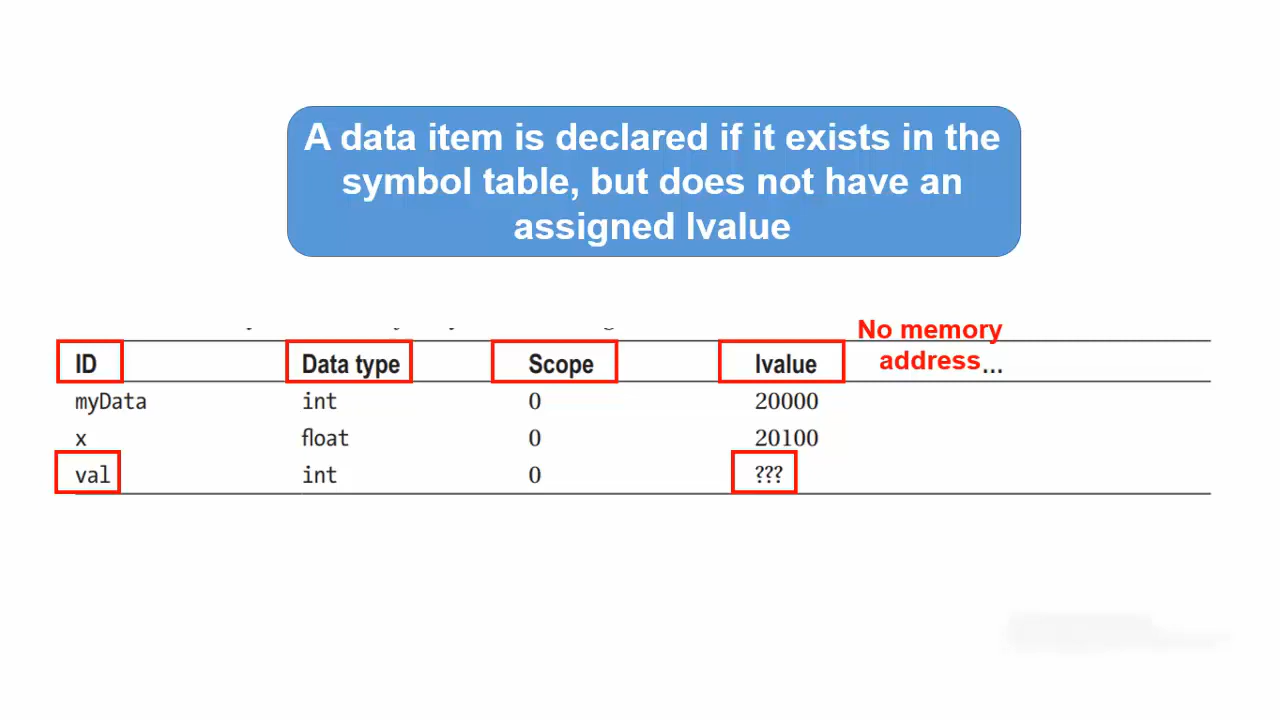 A data item is declared if it exists in the
symbol table, but does not have an
assigned lvalue
No memory
address...
ID Data type Scope lvalue
myData int 0 20000
x float 0 20100
val int 0 ???